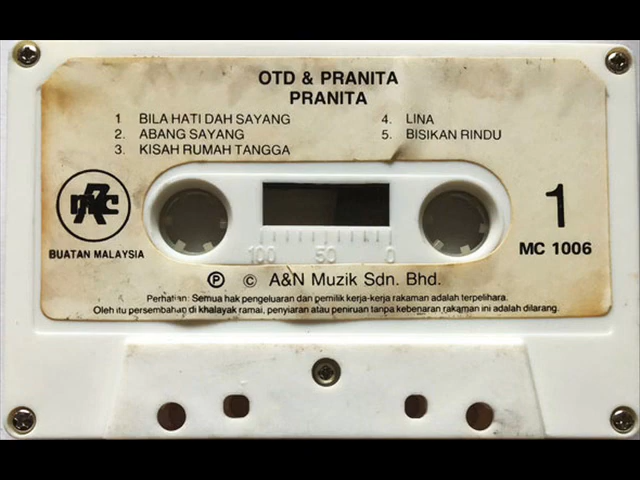 OTD & PRANITA
PRANITA
1 BILA HATI DAH SAYANG
2. ABANG SAYANG
3. KISAH RUMAH TANGGA
4. LINA
5. BISIKAN RINDU
BUATAN MALAYSIA
1
MC 1006
100 50 0
Ⓟ © A&N Muzik Sdn. Bhd.
Perhatian: Semua hak pengeluaran dan pemilik kerja-kerja rakaman adalah terpelihara.
Oleh itu persembahan di khalayak ramai, penyiaran atau peniruan tanpa kebenaran rakaman ini adalah dilarang.